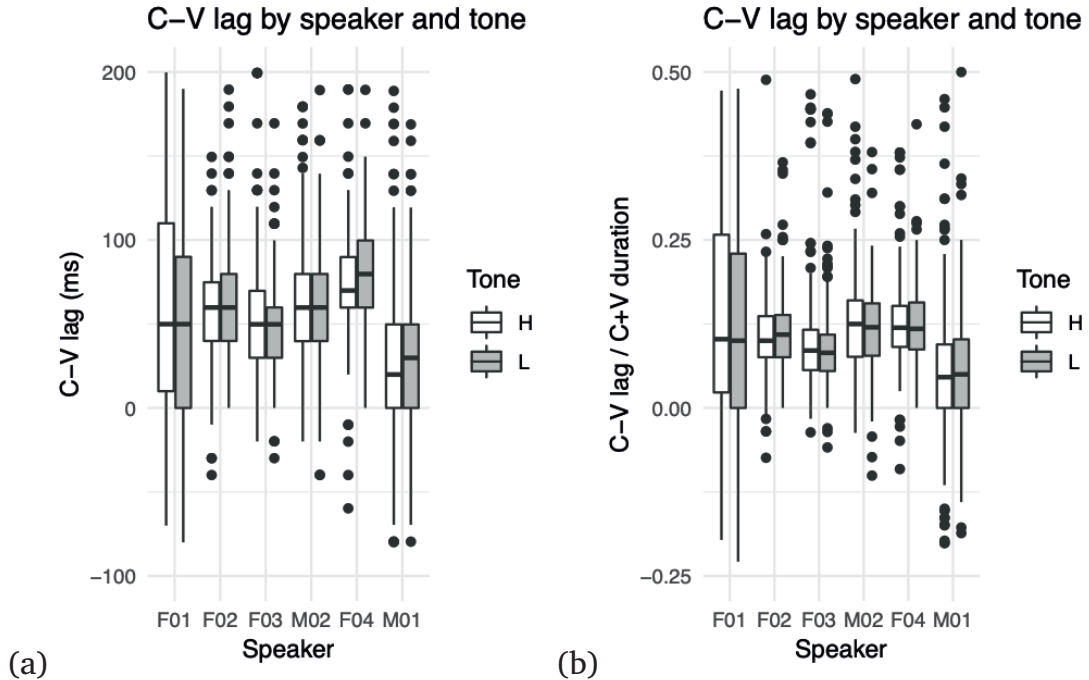 C−V lag by speaker and tone
C−V lag (ms)
200
100
0
−100
F01 F02 F03 M02 F04 M01
Speaker
Tone
H
L
(a)
C−V lag by speaker and tone
C−V lag / C+V duration
0.50
0.25
0.00
−0.25
F01 F02 F03 M02 F04 M01
Speaker
Tone
H
L
(b)